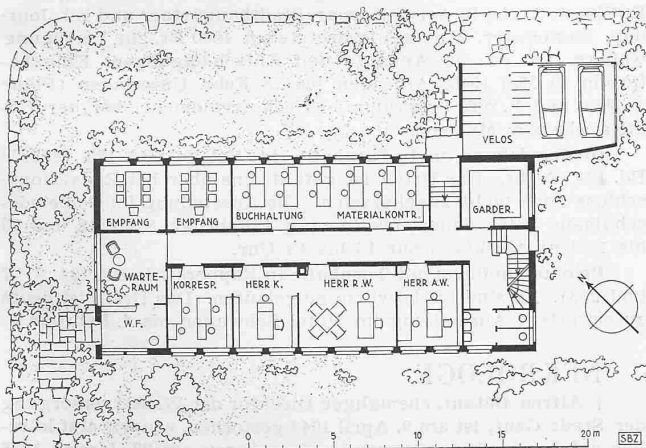 VELOS
EMPFANG EMPFANG BUCHHALTUNG MATERIALKONTR. GARDER.
WARTE-
RAUM
KORRESP. HERR K. HERR R.W. HERR A.W.
W.F.
0 5 10 15 20 m
SBZ